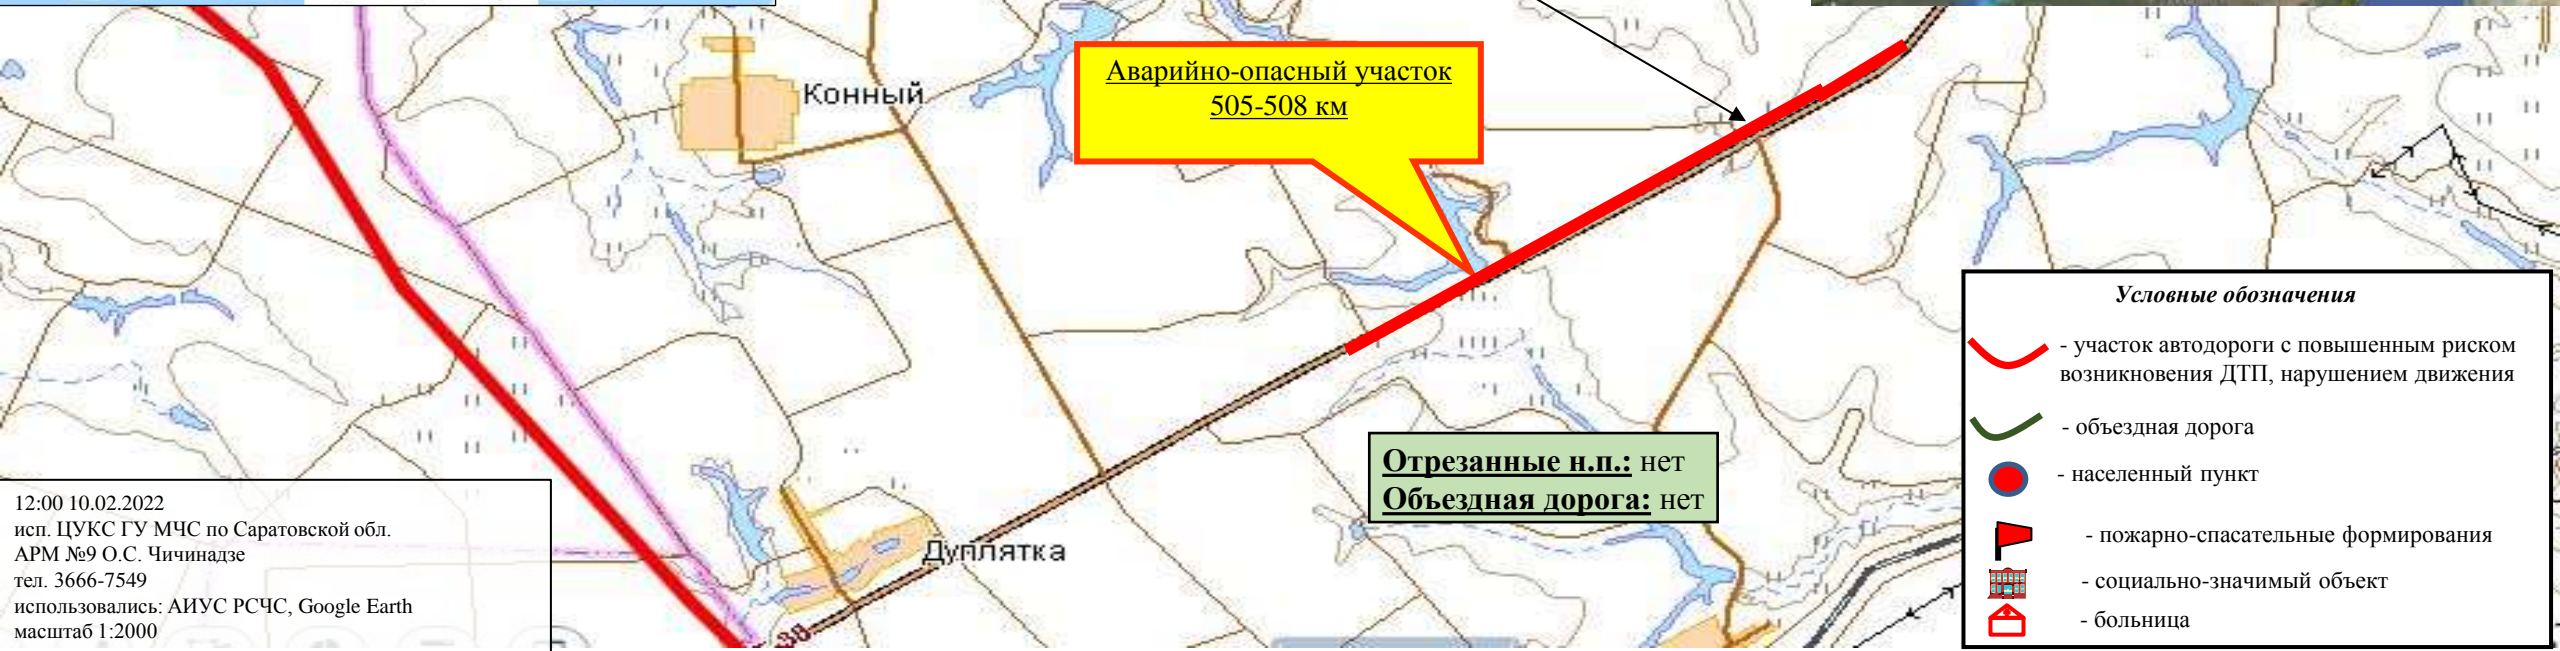 Аварийно-опасный участок
505-508 км
Конный
Условные обозначения
- участок автодороги с повышенным риском
возникновения ДТП, нарушением движения
- объездная дорога
- населенный пункт
- пожарно-спасательные формирования
- социально-значимый объект
- больница
Отрезанные н.п.: нет
Объездная дорога: нет
Дуплятка
12:00 10.02.2022
исп. ЦУКС ГУ МЧС по Саратовской обл.
АРМ №9 О.С. Чичинадзе
тел. 3666-7549
использовались: АИУС РСЧС, Google Earth
масштаб 1:2000